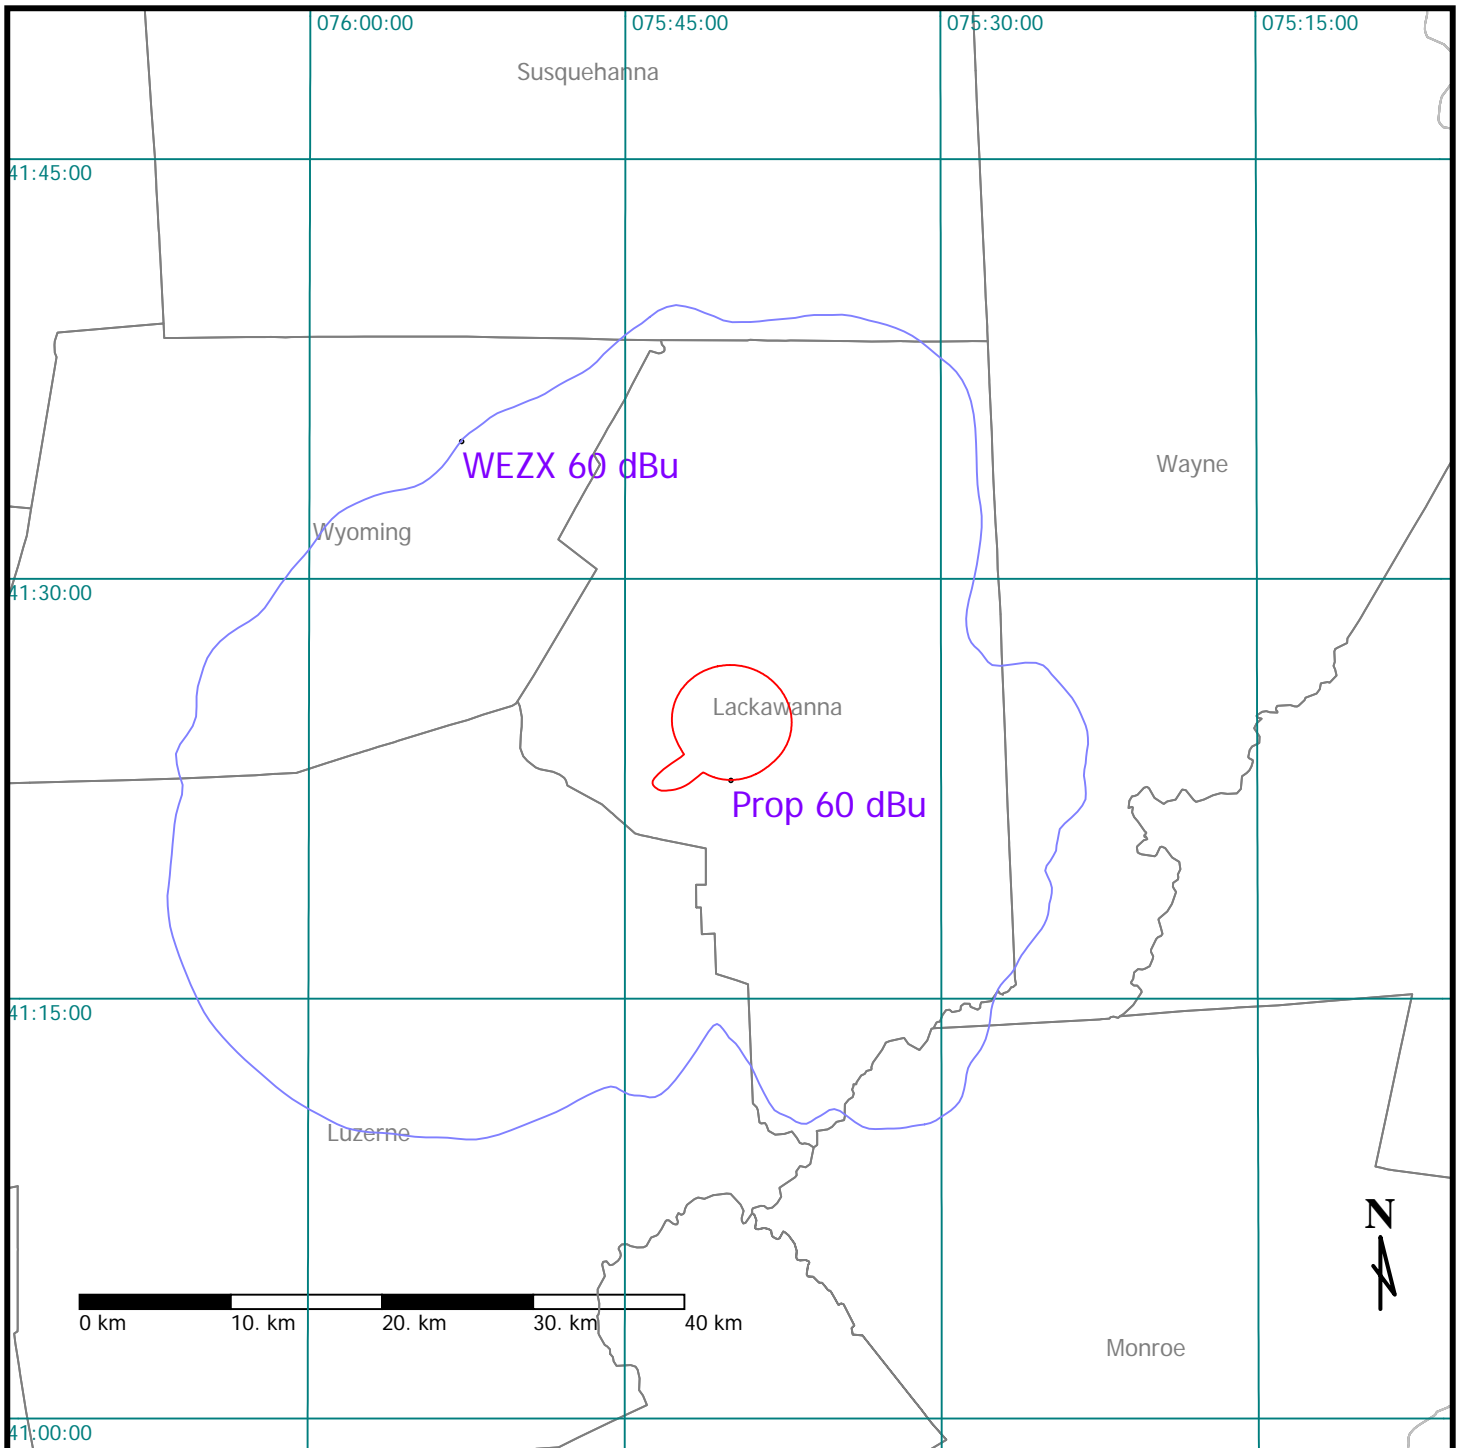 076:00:00
075:45:00
075:30:00
075:15:00
Susquehanna
41:45:00
WEZX 60 dBu
Wayne
Wyoming
41:30:00
Lackawanna
Prop 60 dBu
41:15:00
Luzerne
N
0 km
10. km
20. km
30. km
40 km
Monroe
41:00:00